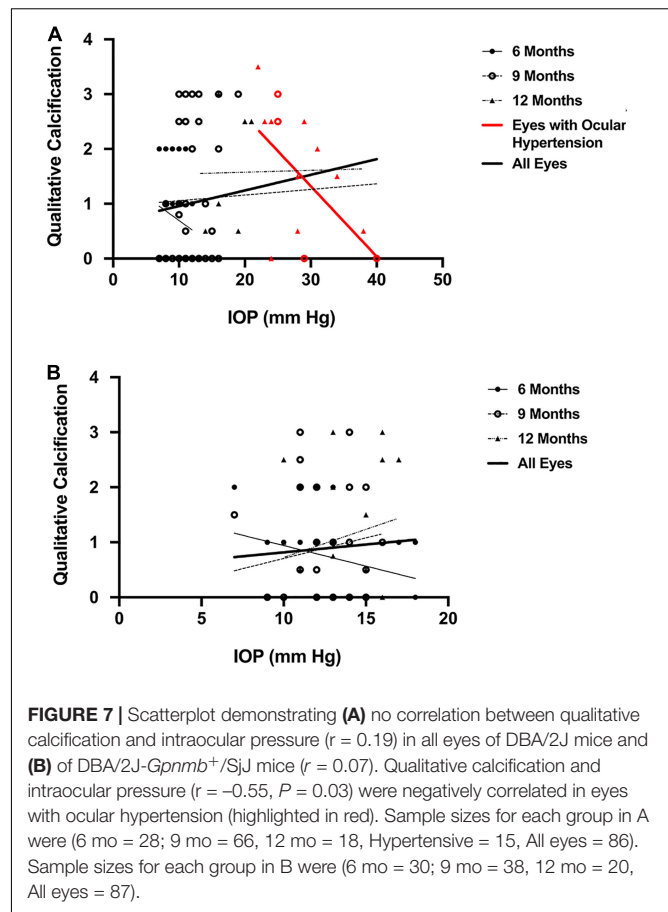 A
Qualitative Calcification
4
3
2
1
0
0 10 20 30 40 50
IOP (mm Hg)
6 Months
9 Months
12 Months
Eyes with Ocular
Hypertension
All Eyes
B
Qualitative Calcification
4
3
2
1
0
0 5 10 15 20
IOP (mm Hg)
6 Months
9 Months
12 Months
All Eyes
FIGURE 7 | Scatterplot demonstrating (A) no correlation between qualitative
calcification and intraocular pressure (r = 0.19) in all eyes of DBA/2J mice and
(B) of DBA/2J-Gpnmb+/SjJ mice (r = 0.07). Qualitative calcification and
intraocular pressure (r = –0.55, P = 0.03) were negatively correlated in eyes
with ocular hypertension (highlighted in red). Sample sizes for each group in A
were (6 mo = 28; 9 mo = 66, 12 mo = 18, Hypertensive = 15, All eyes = 86).
Sample sizes for each group in B were (6 mo = 30; 9 mo = 38, 12 mo = 20,
All eyes = 87).